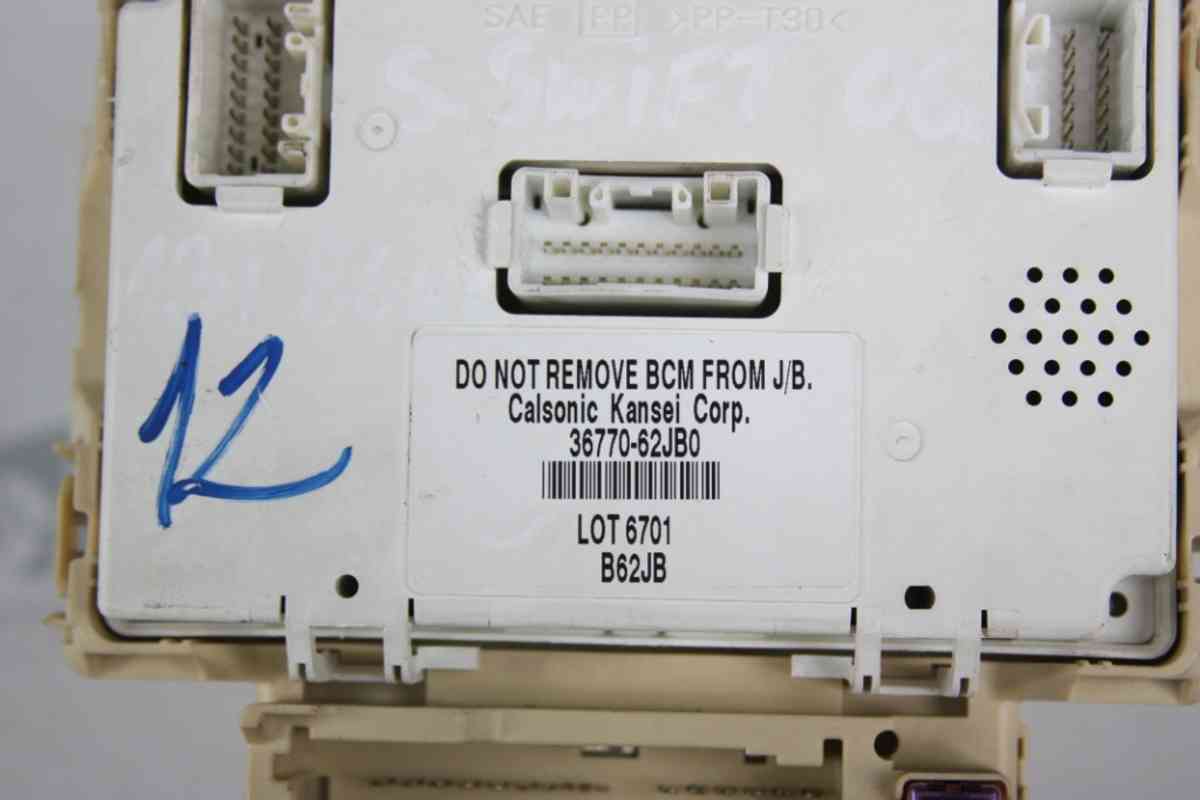 SAE PP >PP-T30<
S. SWIFT 06
12
DO NOT REMOVE BCM FROM J/B.
Calsonic Kansei Corp.
36770-62JB0
LOT 6701
B62JB